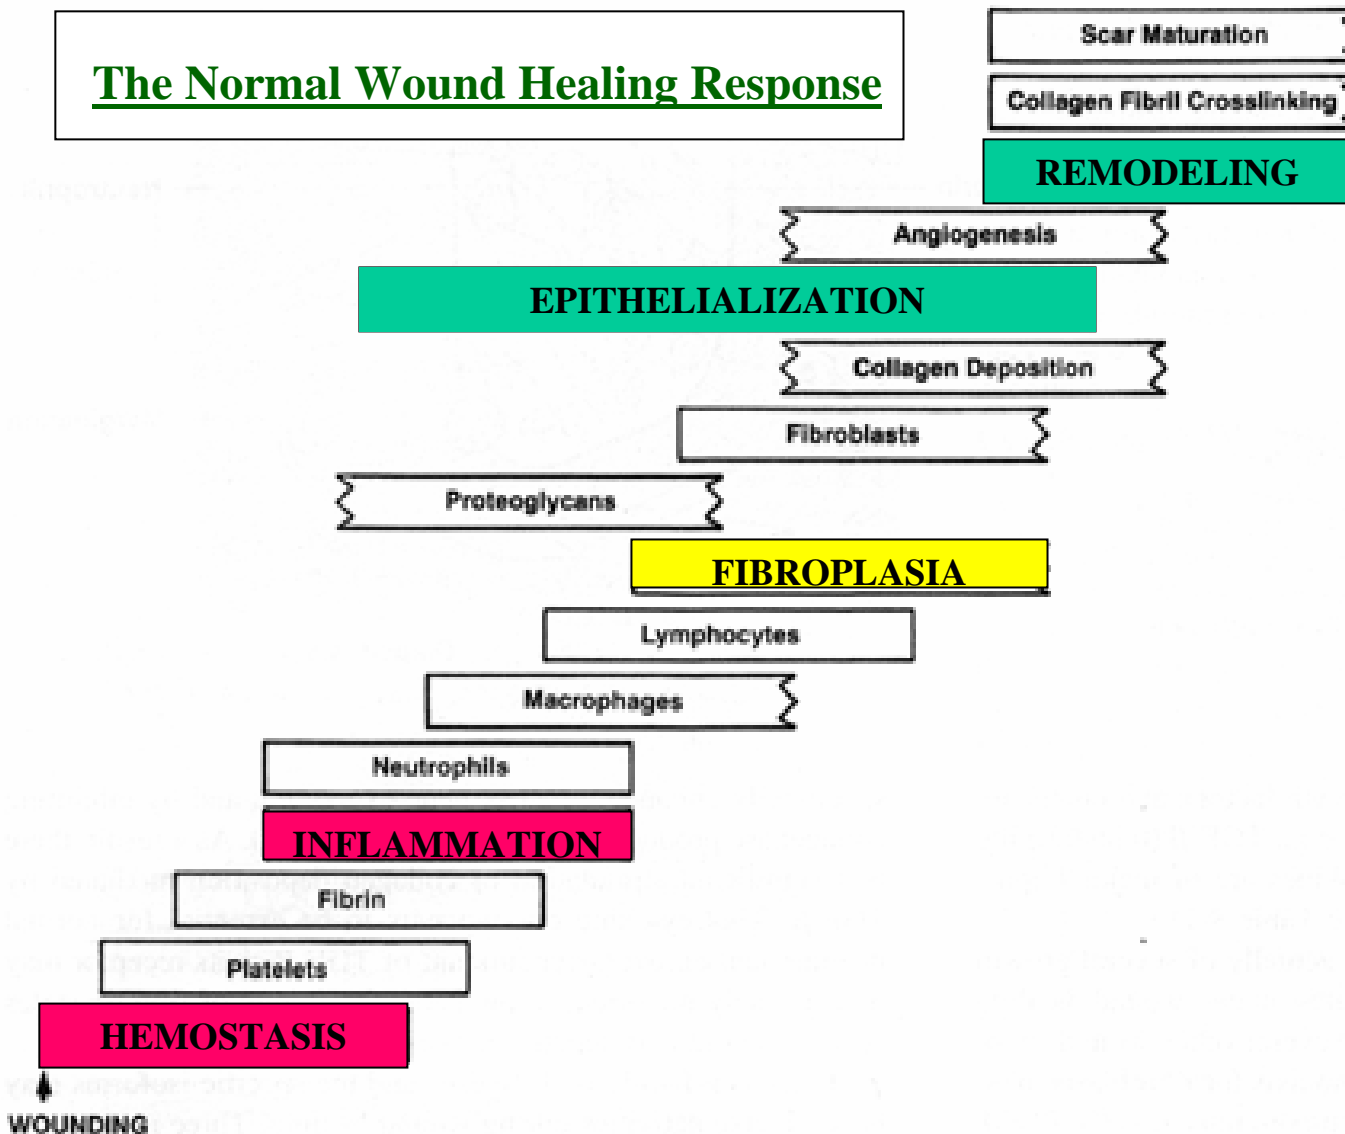 Scar Maturation
The Normal Wound Healing Response
Collagen Fibril Crosslinking
REMODELING
Angiogenesis
EPITHELIALIZATION
Collagen Deposition
Fibroblasts
Proteoglycans
FIBROPLASIA
Lymphocytes
Macrophages
Neutrophils
INFLAMMATION
Fibrin
Platelets
HEMOSTASIS
WOUNDING